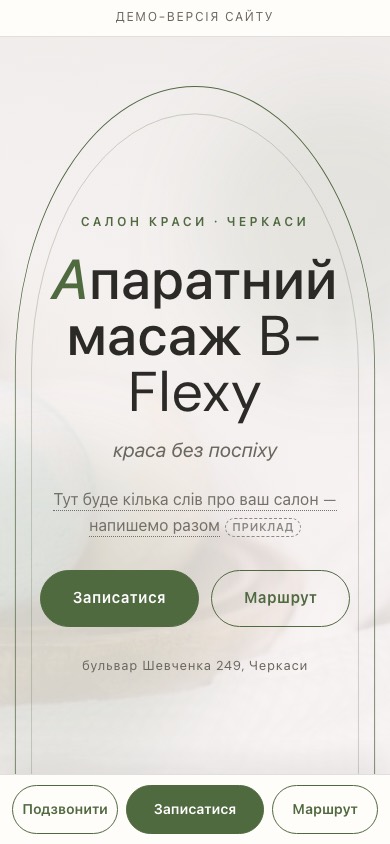 ДЕМО-ВЕРСІЯ САЙТУ
САЛОН КРАСИ · ЧЕРКАСИ
Апаратний
масаж B-
Flexy
краса без поспіху
Тут буде кілька слів про ваш салон —
напишемо разом ПРИКЛАД
Записатися Маршрут
бульвар Шевченка 249, Черкаси
Подзвонити Записатися Маршрут